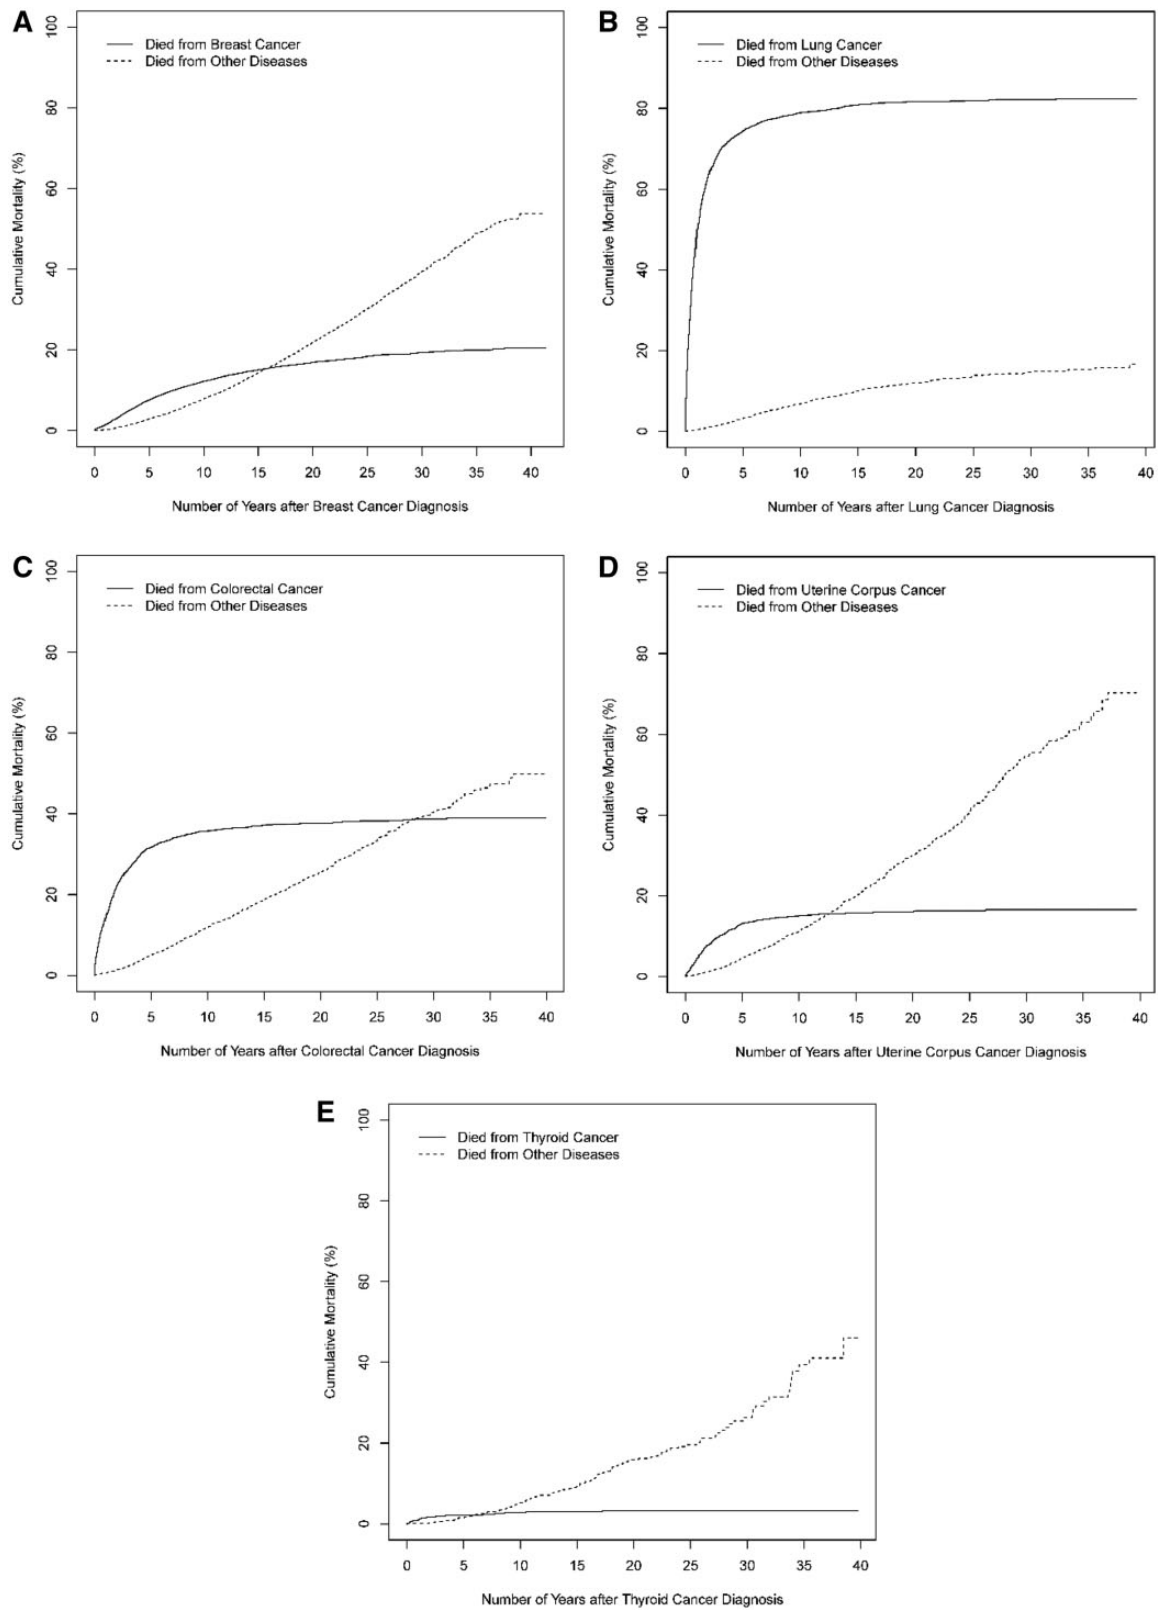 A
Died from Breast Cancer
Died from Other Diseases
Cumulative Mortality (%)
100
80
60
40
20
0
0 5 10 15 20 25 30 35 40
Number of Years after Breast Cancer Diagnosis
B
Died from Lung Cancer
Died from Other Diseases
Cumulative Mortality (%)
100
80
60
40
20
0
0 5 10 15 20 25 30 35 40
Number of Years after Lung Cancer Diagnosis
C
Died from Colorectal Cancer
Died from Other Diseases
Cumulative Mortality (%)
100
80
60
40
20
0
0 5 10 15 20 25 30 35 40
Number of Years after Colorectal Cancer Diagnosis
D
Died from Uterine Corpus Cancer
Died from Other Diseases
Cumulative Mortality (%)
100
80
60
40
20
0
0 5 10 15 20 25 30 35 40
Number of Years after Uterine Corpus Cancer Diagnosis
E
Died from Thyroid Cancer
Died from Other Diseases
Cumulative Mortality (%)
100
80
60
40
20
0
0 5 10 15 20 25 30 35 40
Number of Years after Thyroid Cancer Diagnosis